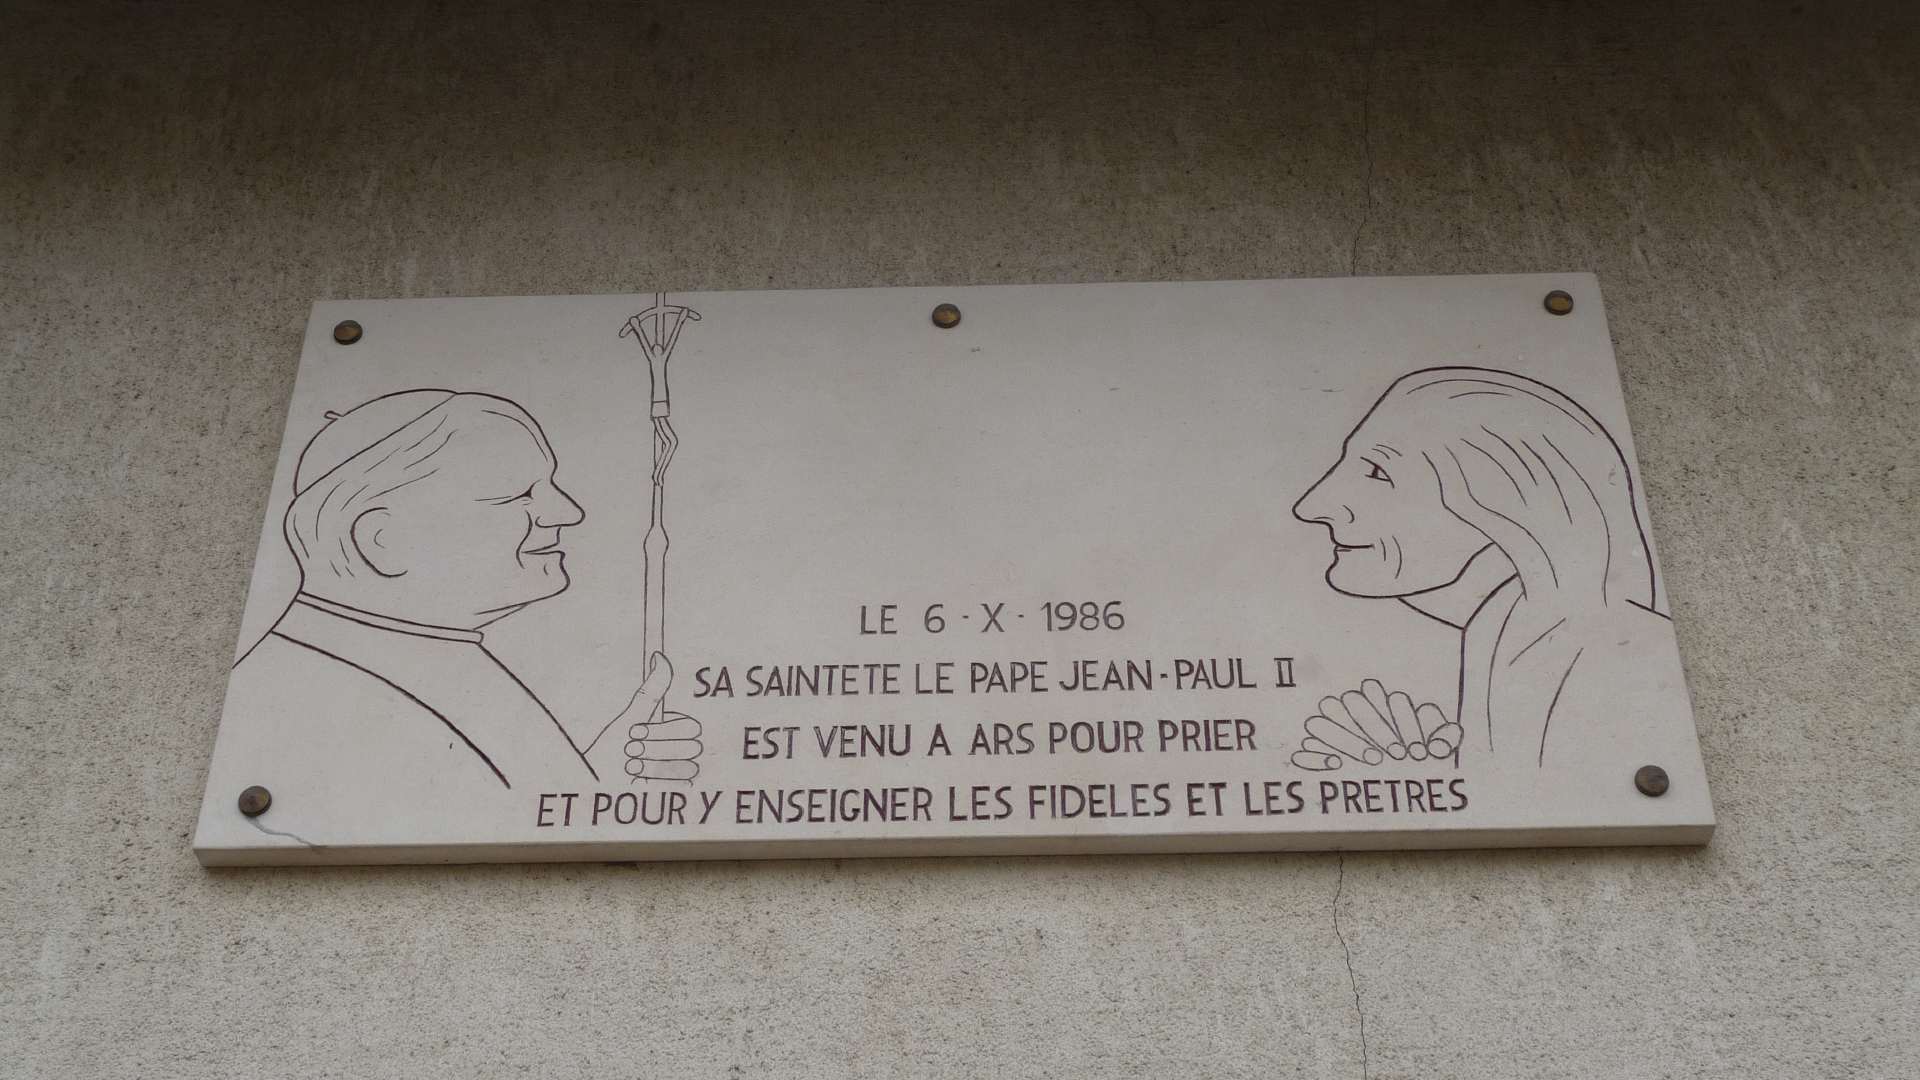 LE 6 - X - 1986
SA SAINTETE LE PAPE JEAN-PAUL II
EST VENU A ARS POUR PRIER
ET POUR Y ENSEIGNER LES FIDELES ET LES PRETRES